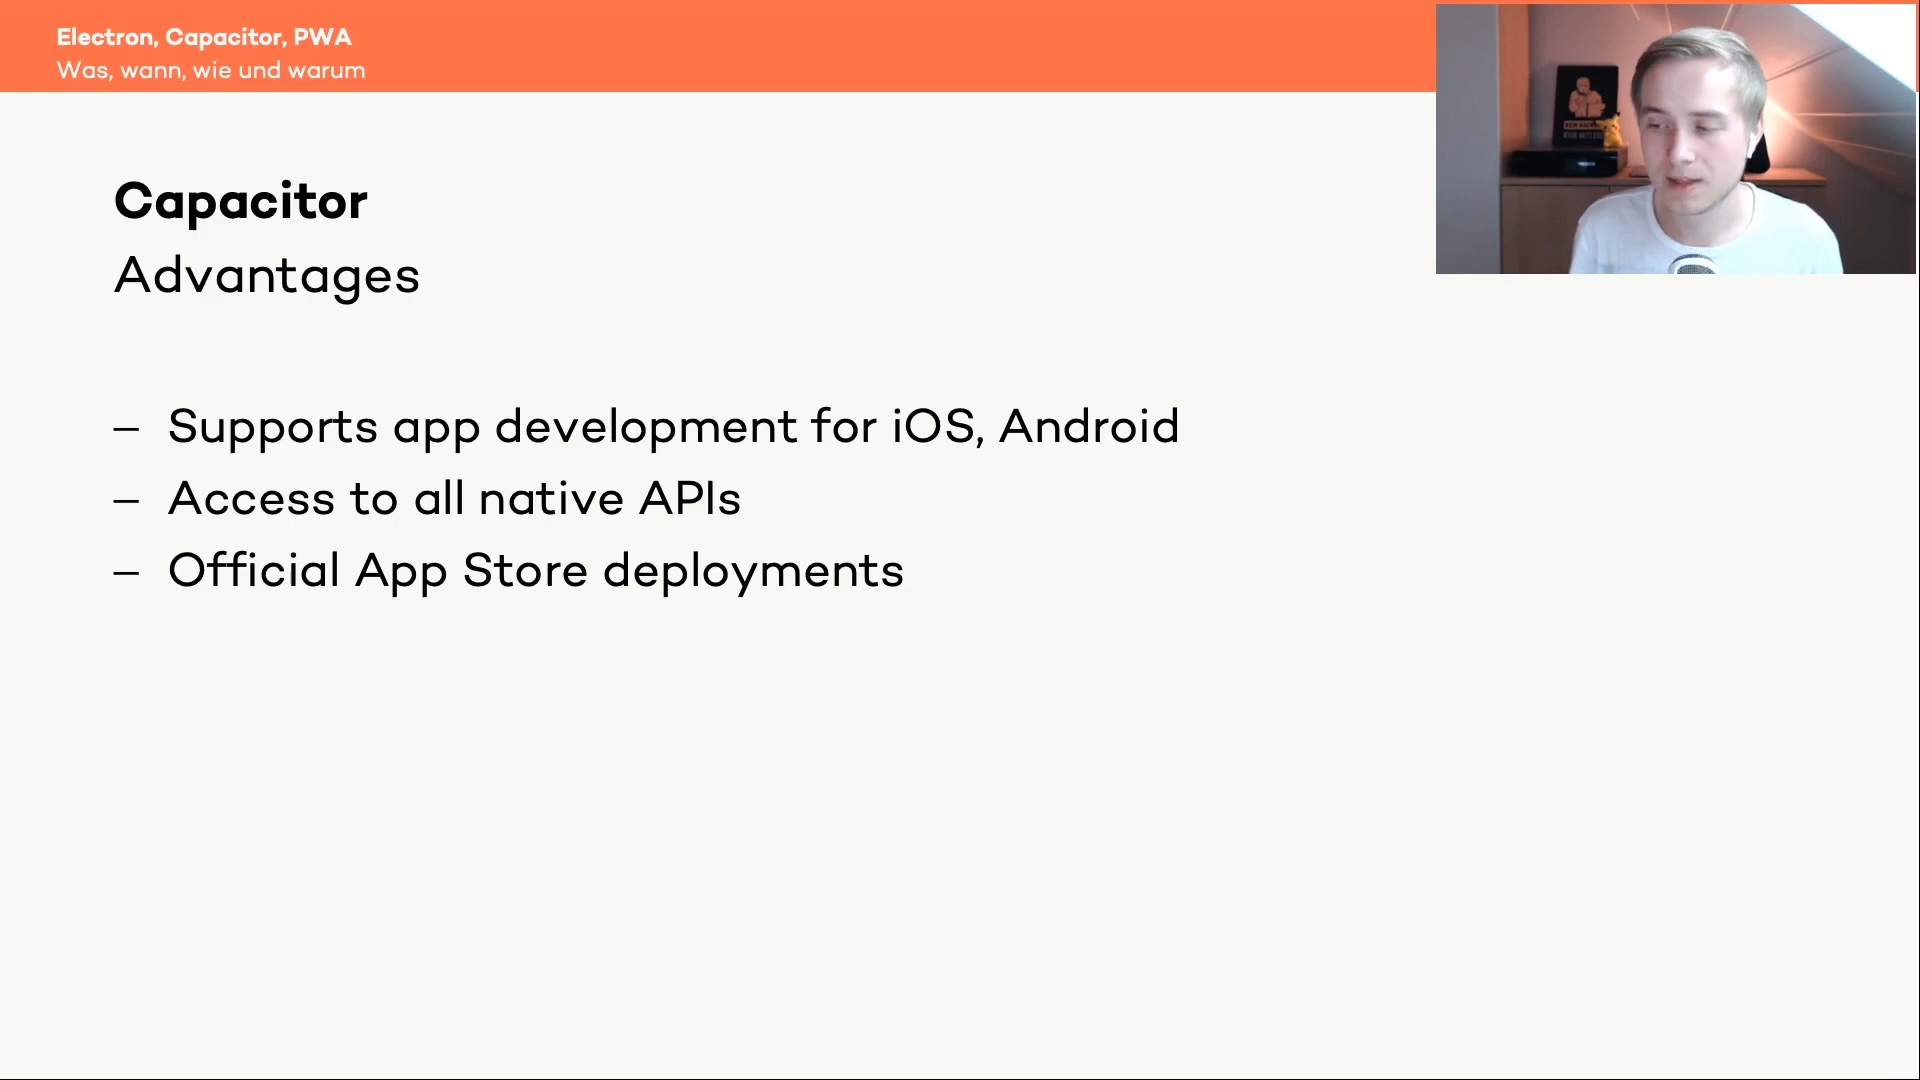 Electron, Capacitor, PWA
Was, wann, wie und warum
Capacitor
Advantages
– Supports app development for iOS, Android
– Access to all native APIs
– Official App Store deployments